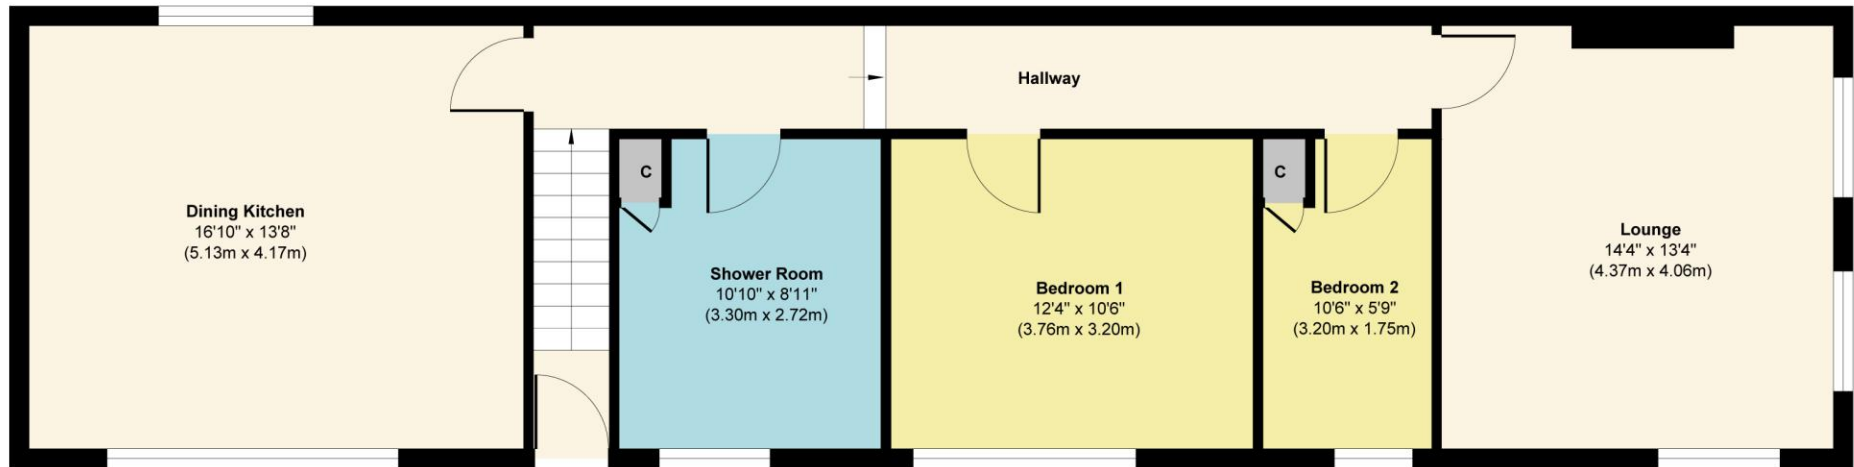 Hallway
C
C
Dining Kitchen
16'10" x 13'8"
(5.13m x 4.17m)
Shower Room
10'10" x 8'11"
(3.30m x 2.72m)
Bedroom 1
12'4" x 10'6"
(3.76m x 3.20m)
Bedroom 2
10'6" x 5'9"
(3.20m x 1.75m)
Lounge
14'4" x 13'4"
(4.37m x 4.06m)